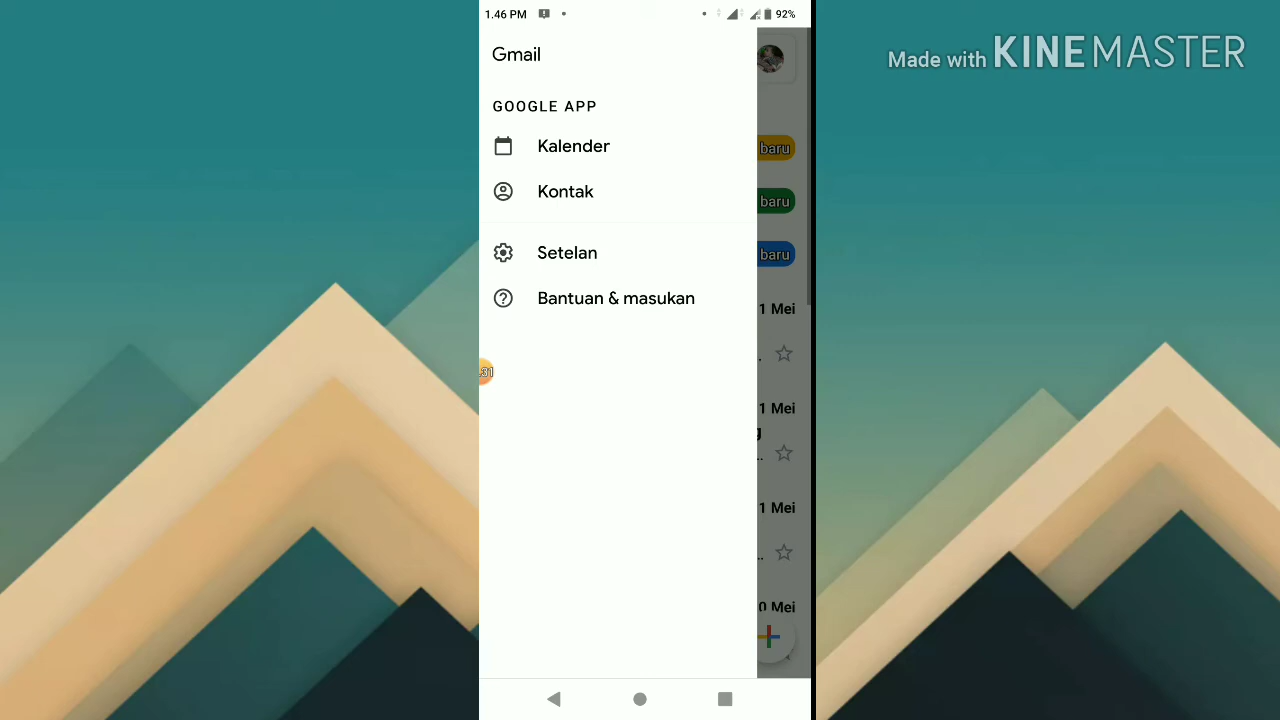 1.46 PM
92%
Made with KINEMASTER
Gmail
GOOGLE APP
Kalender
baru
Kontak
baru
Setelan
baru
Bantuan & masukan
1 Mei
.
31
1 Mei
g
..
1 Mei
..
0 Mei